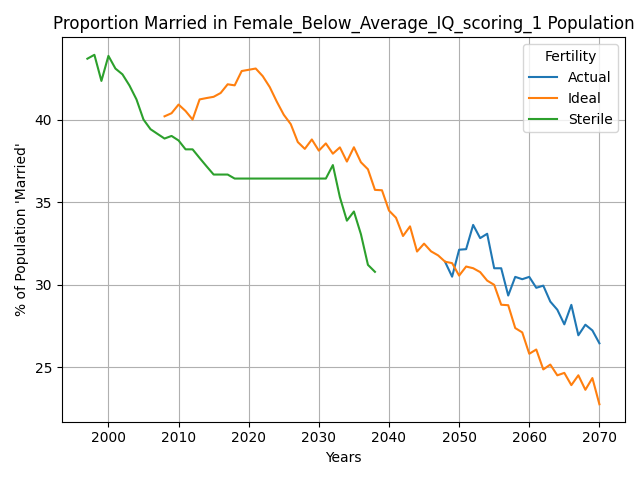 Proportion Married in Female_Below_Average_IQ_scoring_1 Population
Fertility
Actual
Ideal
Sterile
% of Population 'Married'
40
35
30
25
2000 2010 2020 2030 2040 2050 2060 2070
Years